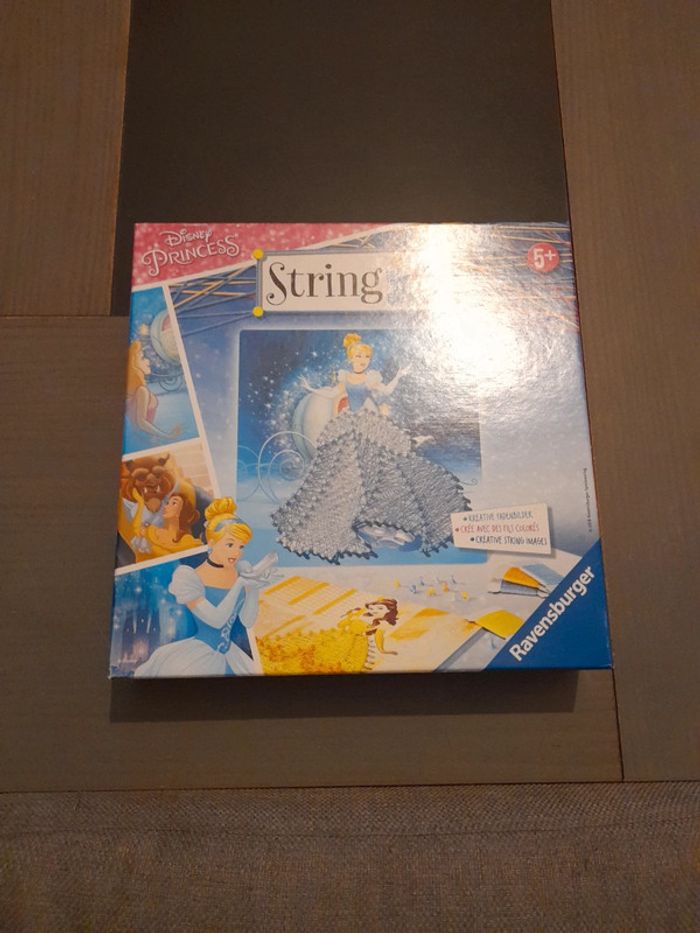 Disney
PRINCESS
String
5+
• KREATIVE FADENBILDER
• CRÉE AVEC DES FILS COLORÉS
• CREATIVE STRING IMAGES
Ravensburger